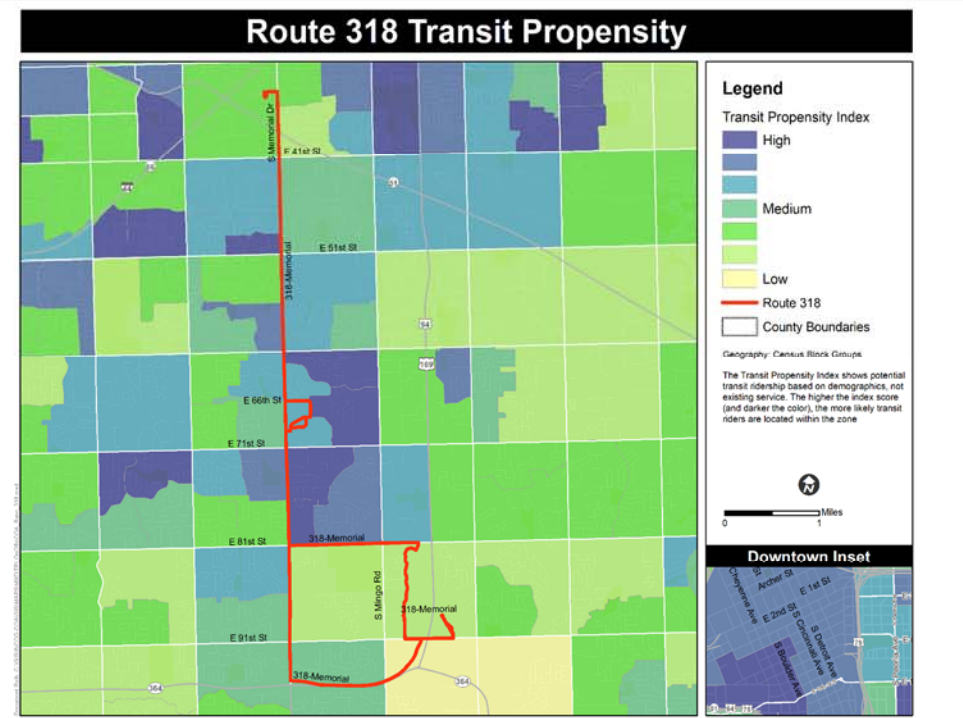 Route 318 Transit Propensity
S Memorial Dr
E 41st St
51
64
E 51st St
318-Memorial
94
169
E 66th St
E 71st St
E 81st St
318-Memorial
S Mingo Rd
318-Memorial
E 91st St
318-Memorial
364
364
Legend
Transit Propensity Index
High
Medium
Low
Route 318
County Boundaries
Geography: Census Block Groups
The Transit Propensity Index shows potential
transit ridership based on demographics, not
existing service. The higher the index score
(and darker the color), the more likely transit
riders are located within the zone
N
Miles
0
1
Downtown Inset
Cheyenne Ave
St
Archer St
E 1st St
E 2nd St
S Cincinnati Ave
S Detroit Ave
S Boulder Ave
75